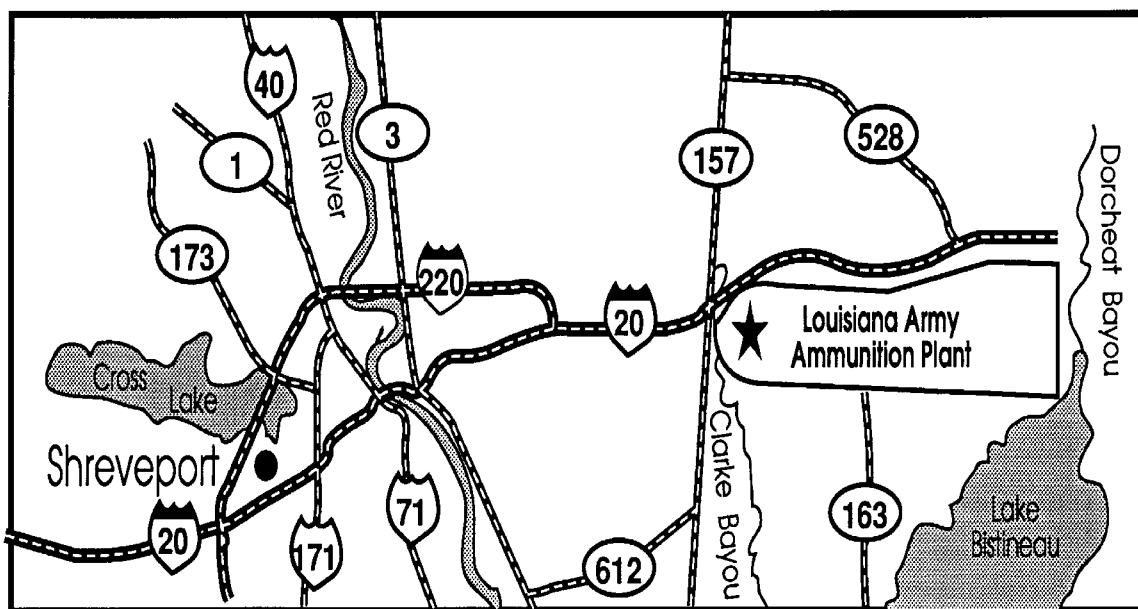 40
Red River
3
1
157
528
Dorcheat Bayou
173
220
20
Louisiana Army
Ammunition Plant
Cross
Lake
Shreveport
Clarke Bayou
20
171
71
612
163
Lake
Bistineau